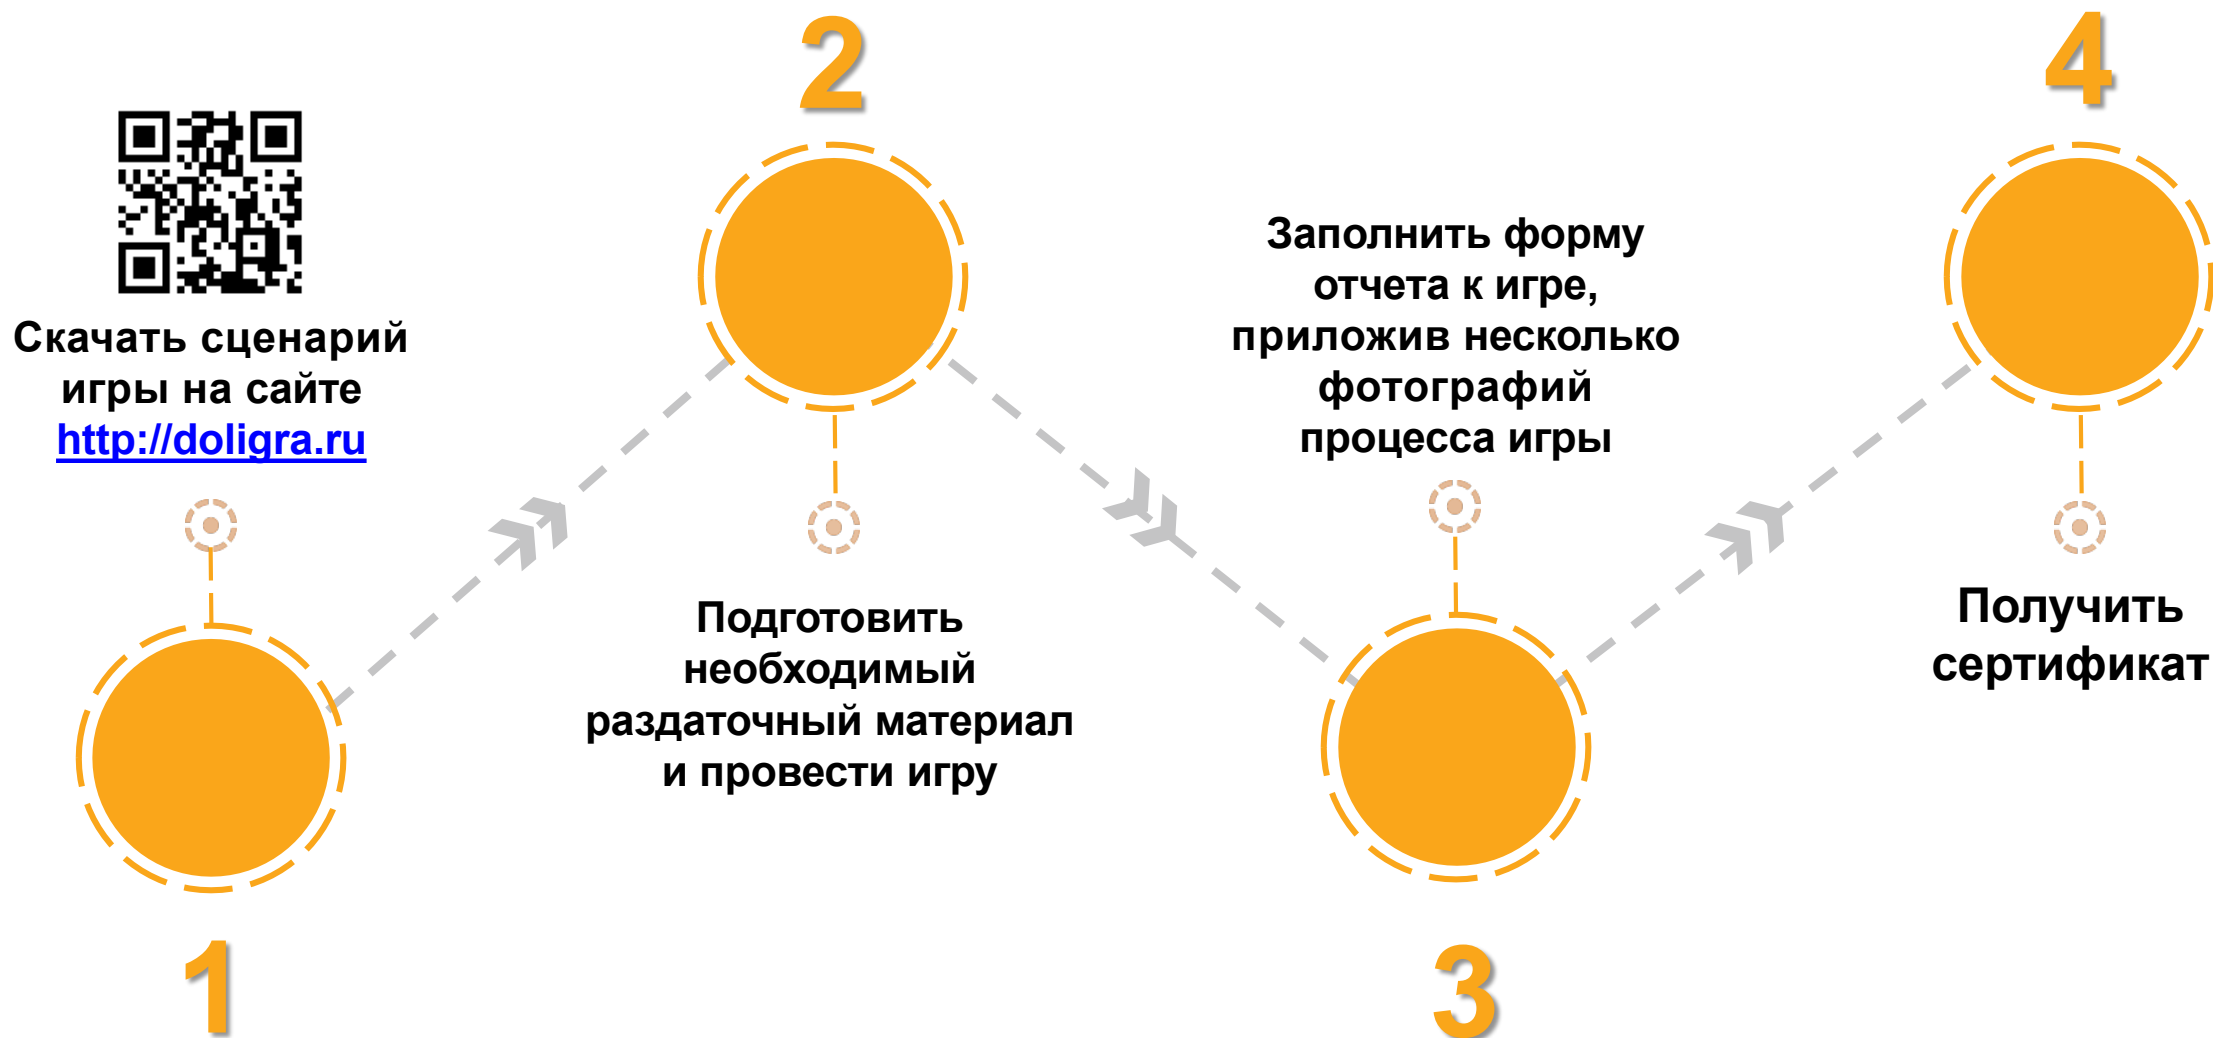 1
Скачать сценарий
игры на сайте
http://doligra.ru
2
Подготовить
необходимый
раздаточный материал
и провести игру
3
Заполнить форму
отчета к игре,
приложив несколько
фотографий
процесса игры
4
Получить
сертификат